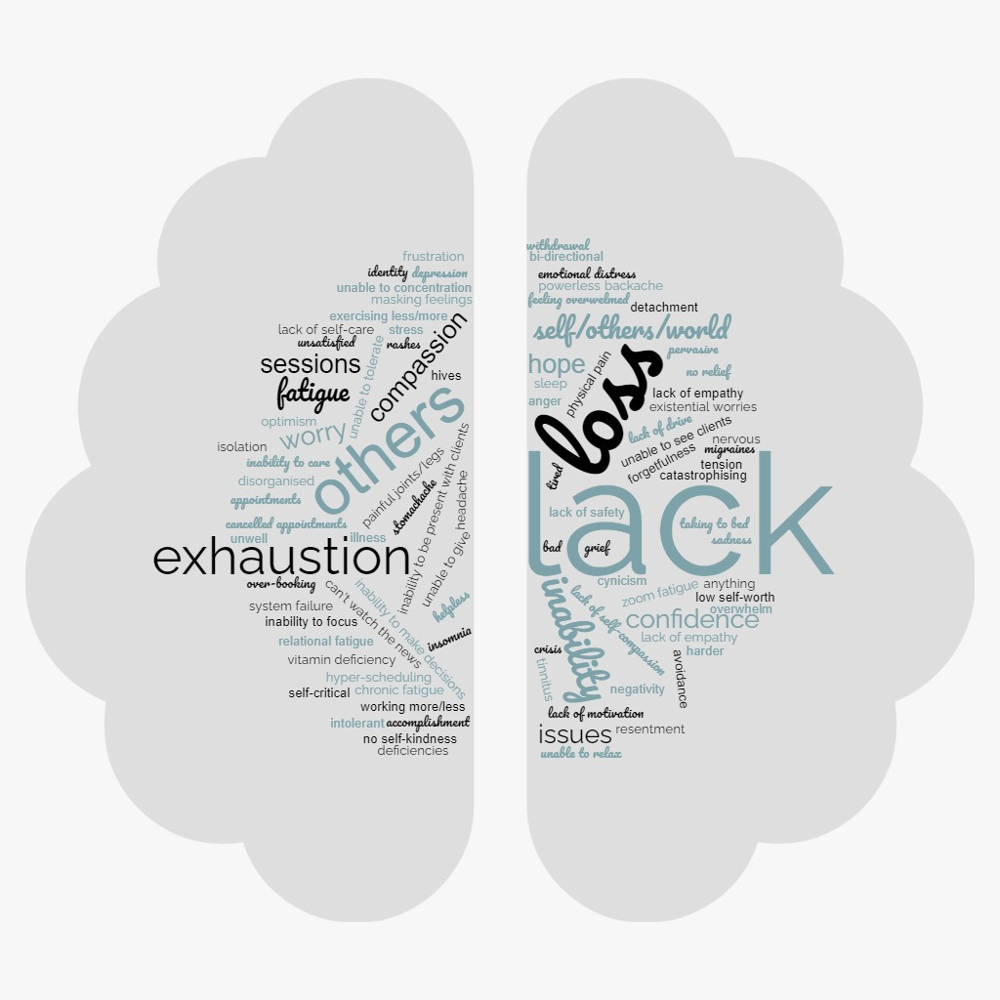 frustration
identity
depression
unable to concentration
masking feelings
exercising less/more
lack of self-care
stress
unsatisfied
rashes
compassion
unable to tolerate
sessions
hives
fatigue
others
optimism
worry
isolation
inability to care
disorganised
painful joints/legs
stomachache
inability to be present with clients
headache
appointments
cancelled appointments
unwell
illness
exhaustion
unable to give
over-booking
can't watch the news
inability to make decisions
helpless
system failure
inability to focus
insomnia
relational fatigue
vitamin deficiency
hyper-scheduling
self-critical
chronic fatigue
working more/less
intolerant
accomplishment
no self-kindness
deficiencies
withdrawal
bi-directional
emotional distress
powerless backache
feeling overwelmed
detachment
self/others/world
pervasive
hope
physical pain
loss
no relief
sleep
anger
lack of empathy
existential worries
lack of drive
unable to see clients
nervous
forgetfulness
migraines
tension
catastrophising
tired
lack
lack of safety
taking to bed
sadness
bad
grief
cynicism
inability
lack of self-compassion
zoom fatigue
anything
low self-worth
overwhelm
confidence
lack of empathy
crisis
harder
tinnitus
avoidance
negativity
lack of motivation
issues
resentment
unable to relax